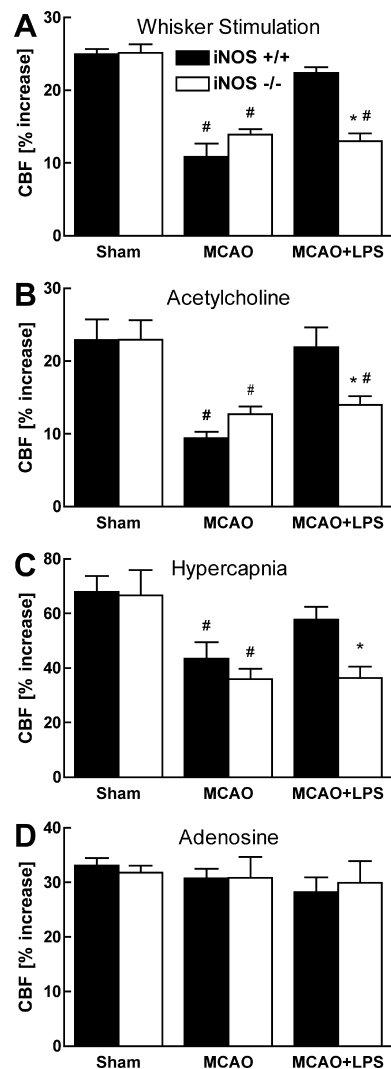 A
Whisker Stimulation
iNOS +/+
iNOS -/-
CBF [% increase]
30
20
10
0
# # * #
Sham MCAO MCAO+LPS
B
Acetylcholine
CBF [% increase]
30
20
10
0
# # * #
Sham MCAO MCAO+LPS
C
Hypercapnia
CBF [% increase]
80
60
40
20
0
# # *
Sham MCAO MCAO+LPS
D
Adenosine
CBF [% increase]
40
30
20
10
0
Sham MCAO MCAO+LPS